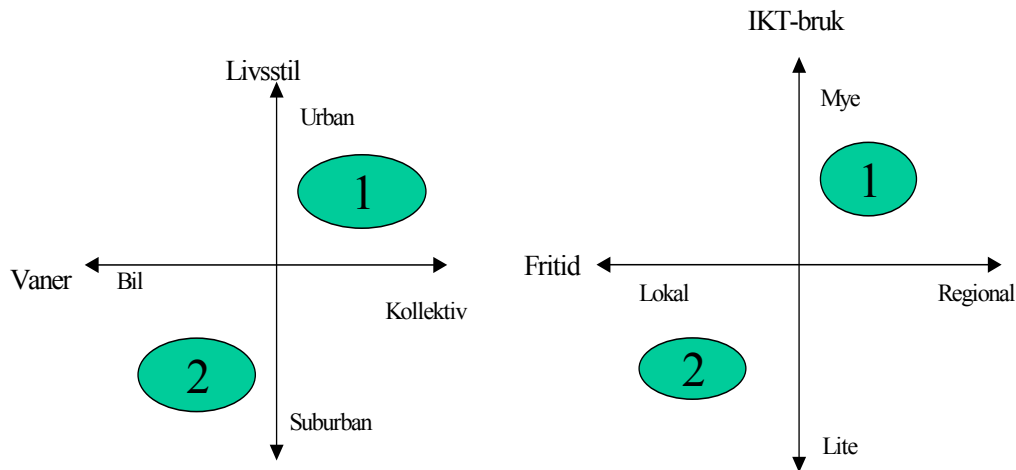 Livsstil
Urban
1
Vaner
Bil
Kollektiv
2
Suburban
IKT-bruk
Mye
1
Fritid
Lokal
Regional
2
Lite